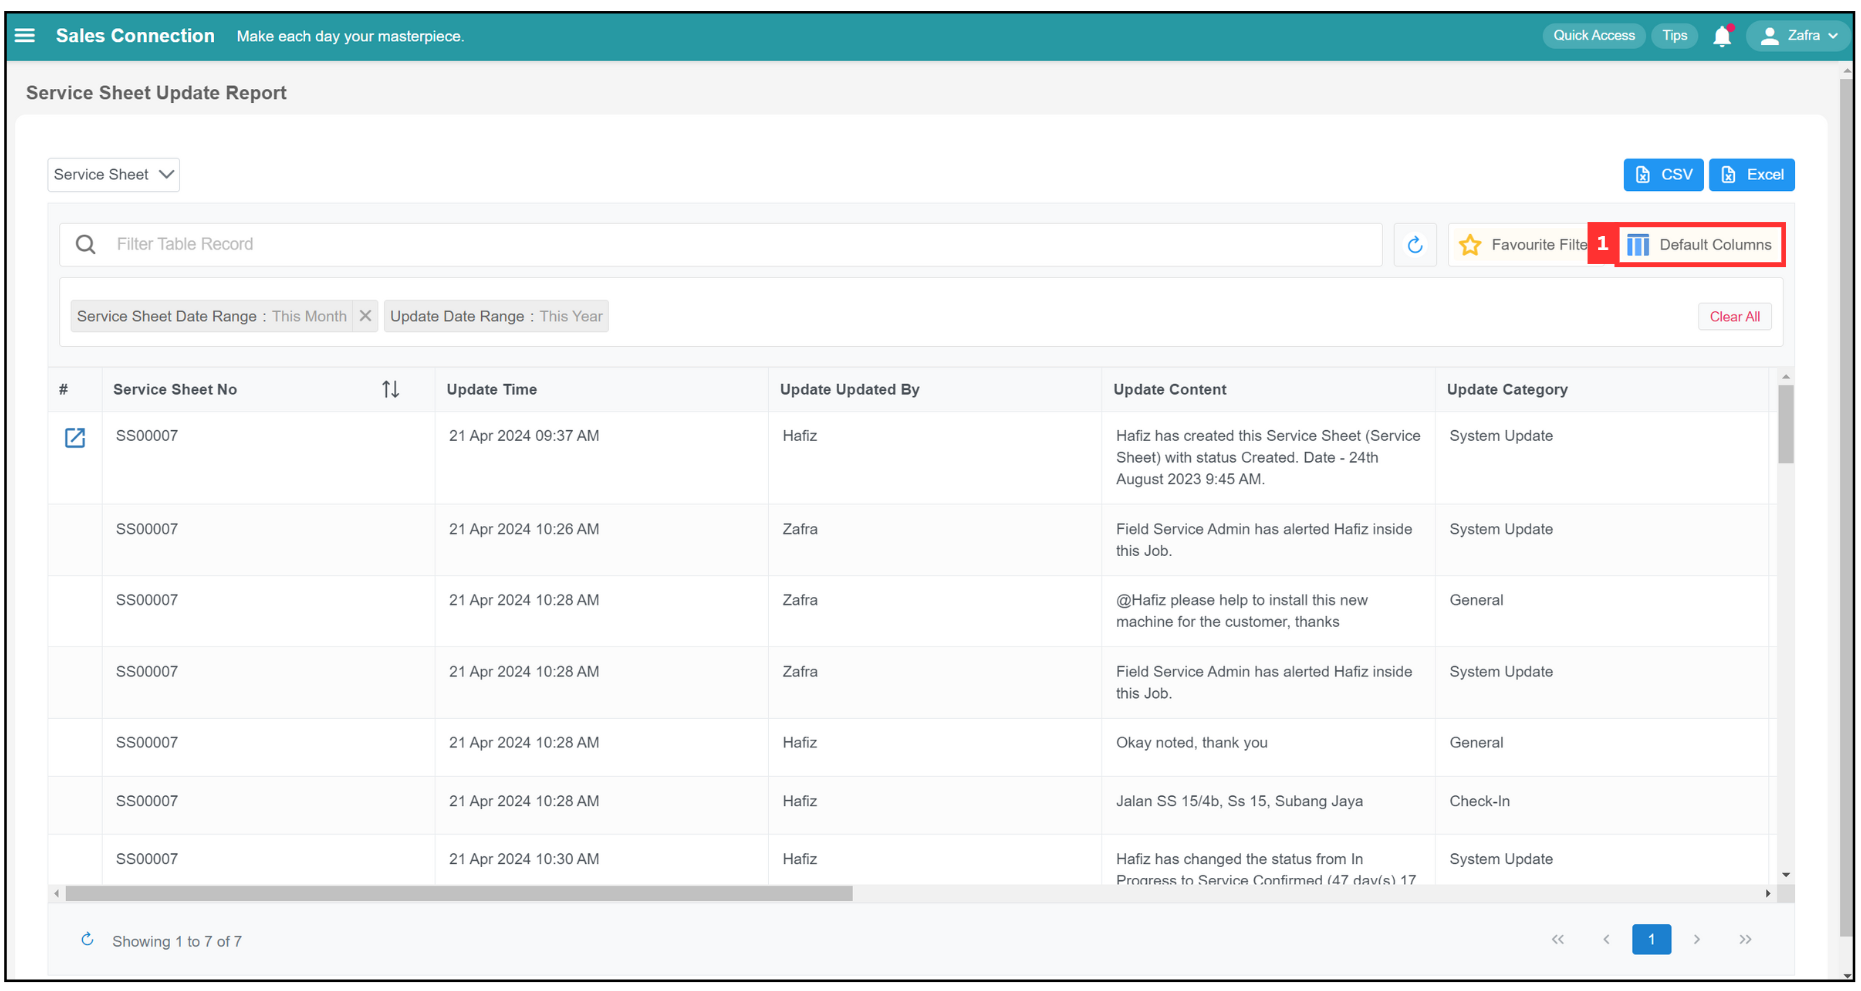 Sales Connection Make each day your masterpiece. Quick Access Tips Zafra
Service Sheet Update Report
Service Sheet CSV Excel
Filter Table Record Favourite Filte 1 Default Columns
Service Sheet Date Range : This Month Update Date Range : This Year Clear All
# Service Sheet No Update Time Update Updated By Update Content Update Category
SS00007 21 Apr 2024 09:37 AM Hafiz Hafiz has created this Service Sheet (Service System Update
Sheet) with status Created. Date - 24th
August 2023 9:45 AM.
SS00007 21 Apr 2024 10:26 AM Zafra Field Service Admin has alerted Hafiz inside System Update
this Job.
SS00007 21 Apr 2024 10:28 AM Zafra @Hafiz please help to install this new General
machine for the customer, thanks
SS00007 21 Apr 2024 10:28 AM Zafra Field Service Admin has alerted Hafiz inside System Update
this Job.
SS00007 21 Apr 2024 10:28 AM Hafiz Okay noted, thank you General
SS00007 21 Apr 2024 10:28 AM Hafiz Jalan SS 15/4b, Ss 15, Subang Jaya Check-In
SS00007 21 Apr 2024 10:30 AM Hafiz Hafiz has changed the status from In System Update
Progress to Service Confirmed (47 day(s) 17
Showing 1 to 7 of 7 1